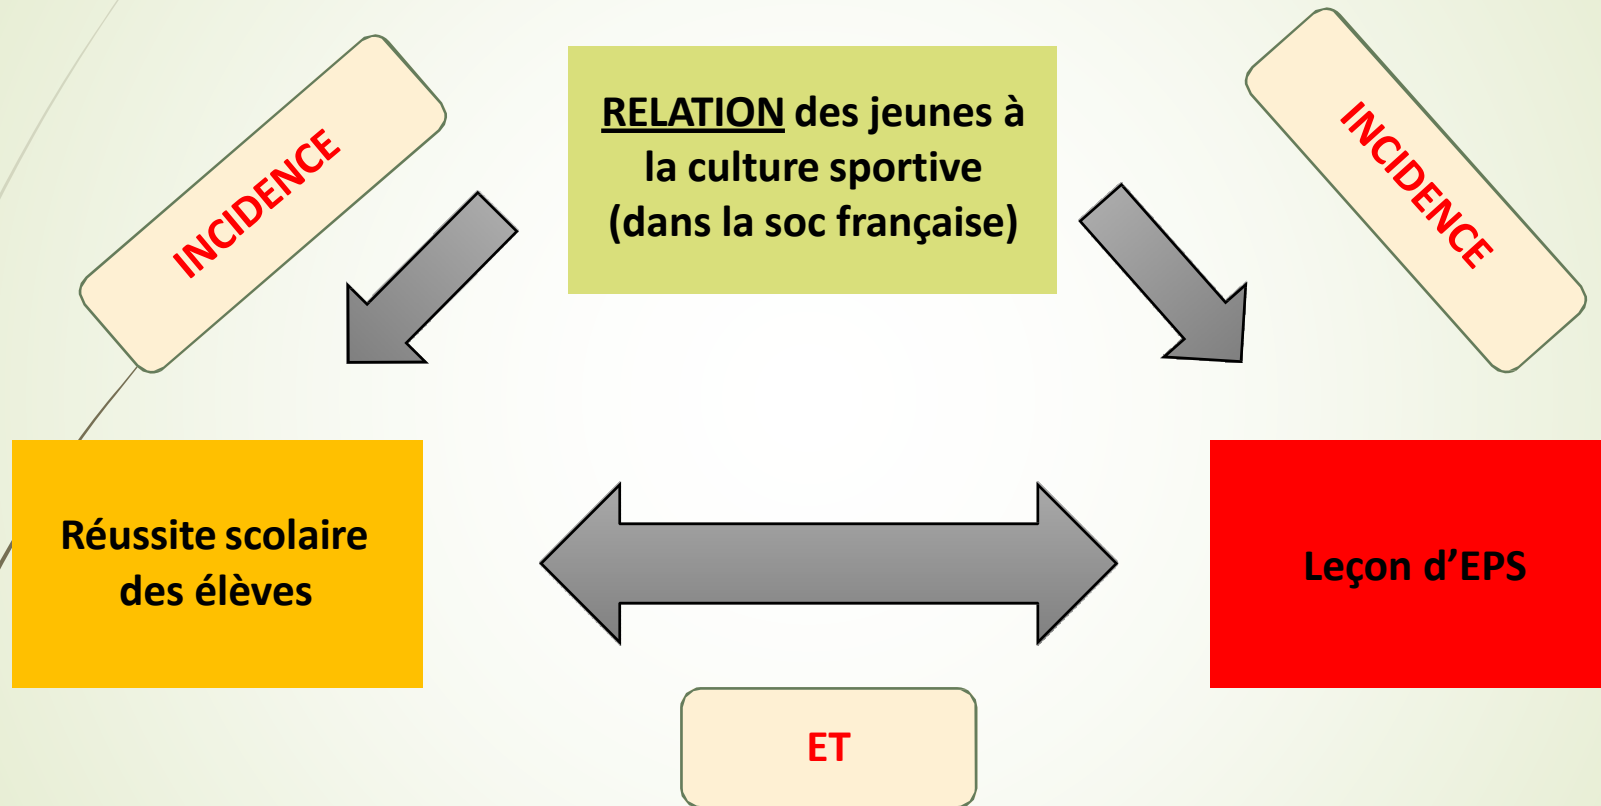 INCIDENCE
RELATION des jeunes à
la culture sportive
(dans la soc française)
INCIDENCE
Réussite scolaire
des élèves
Leçon d’EPS
ET